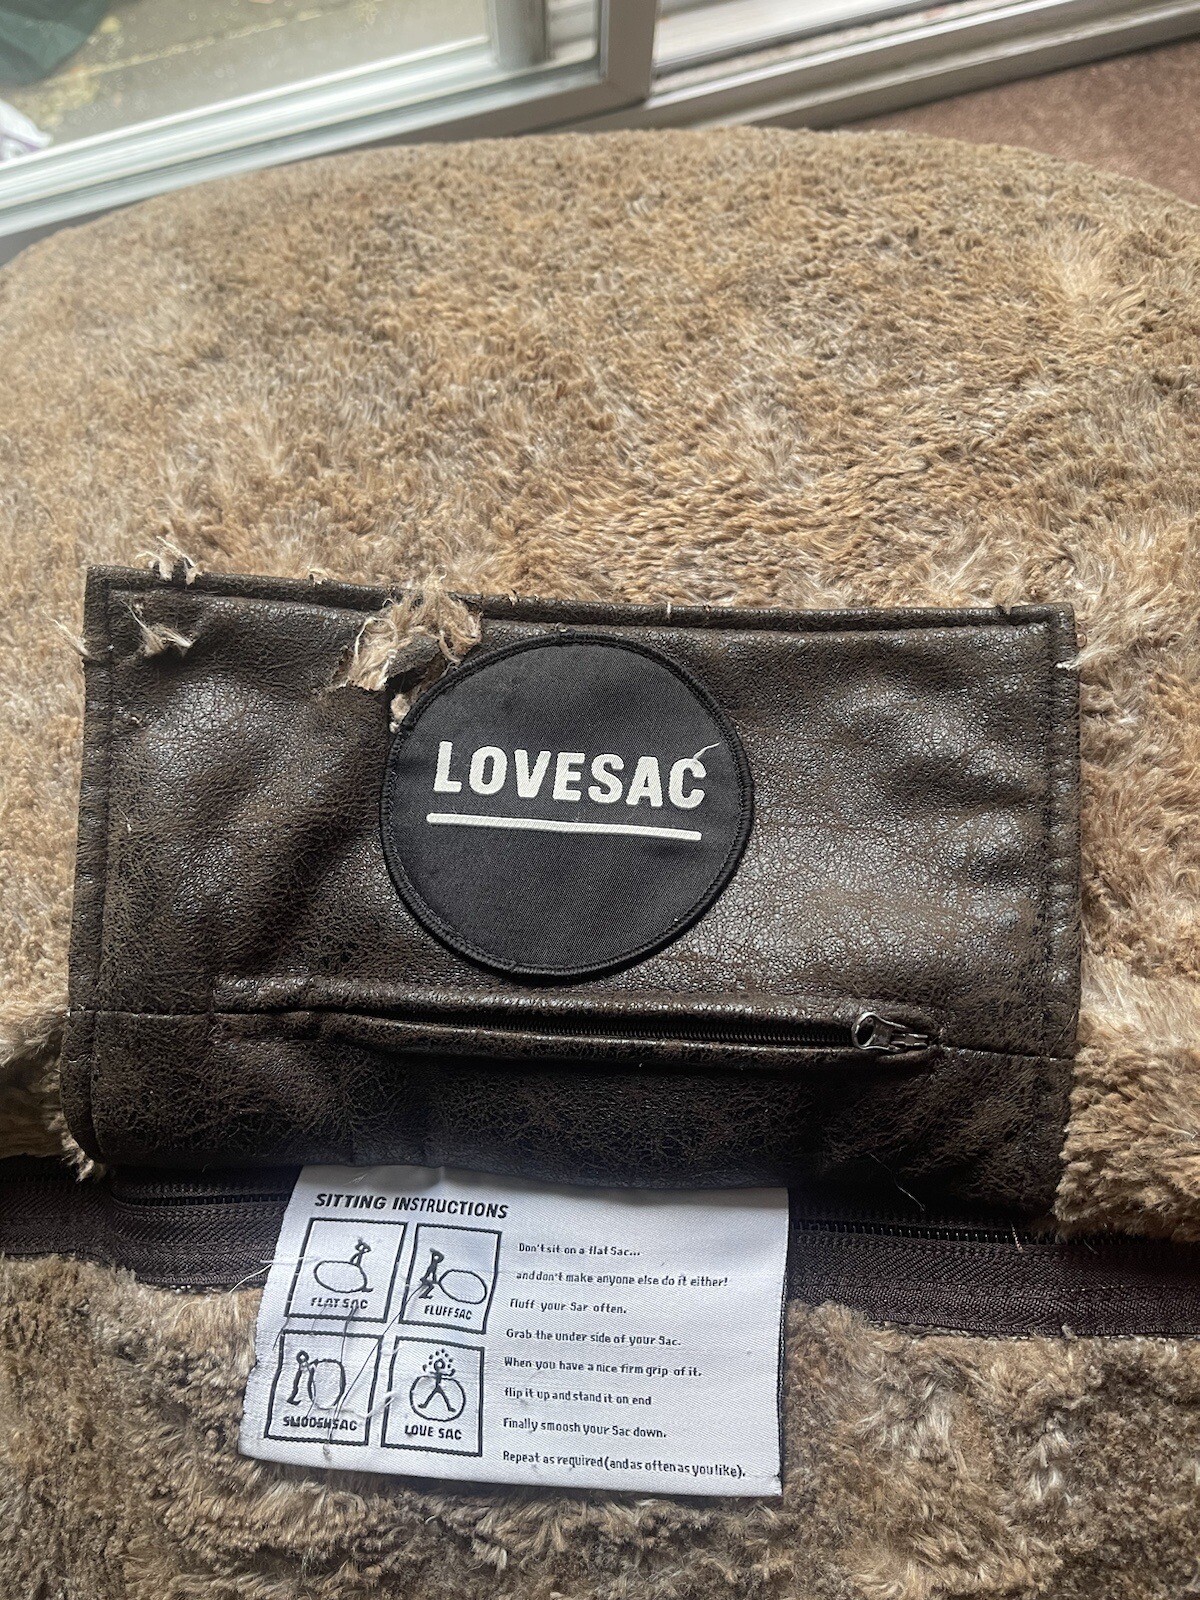 LOVESAC
SITTING INSTRUCTIONS
FLAT SAC
FLUFF SAC
SMOOSH SAC
LOVE SAC
Don't sit on a flat Sac...
and don't make anyone else do it either!
Fluff your Sar often.
Grab the under side of your Sac.
When you have a nice firm grip of it.
flip it up and stand it on end
Finally smoosh your Sac down.
Repeat as required (and as often as you like).